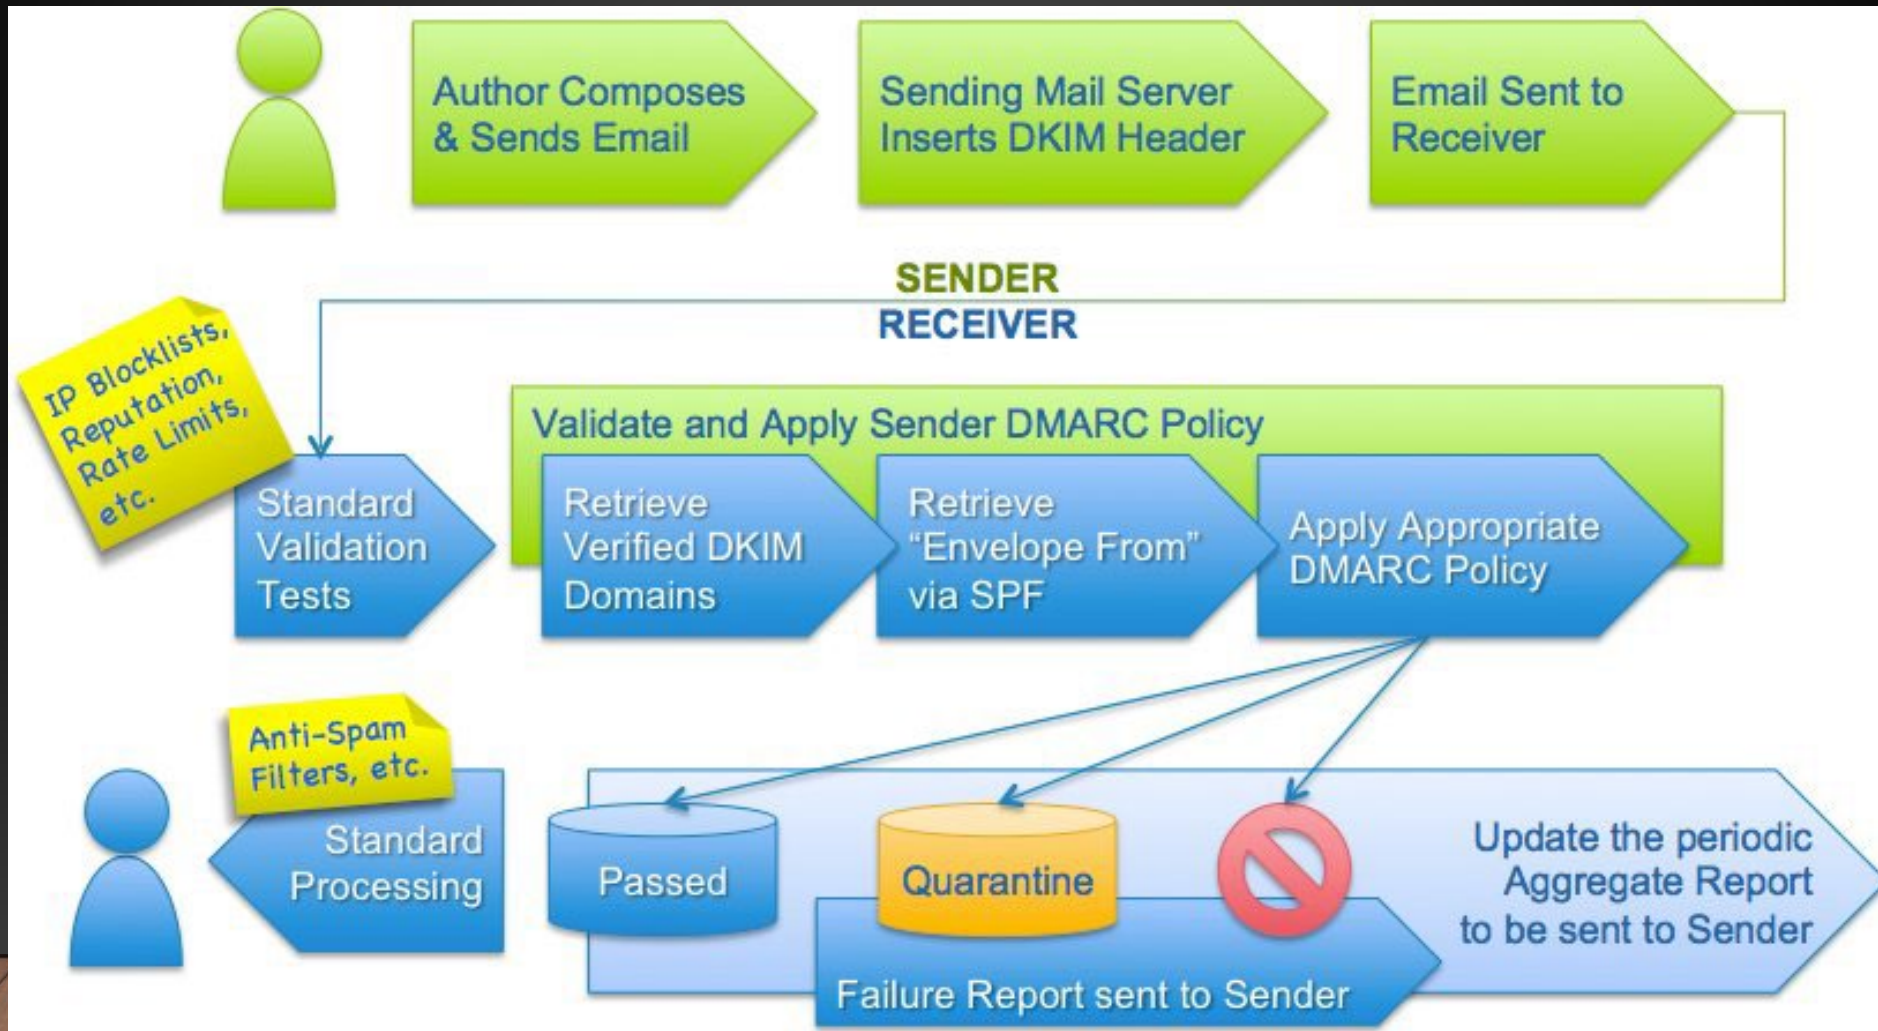 Author Composes
& Sends Email
Sending Mail Server
Inserts DKIM Header
Email Sent to
Receiver
SENDER
RECEIVER
IP Blocklists,
Reputation,
Rate Limits,
etc.
Validate and Apply Sender DMARC Policy
Standard
Validation
Tests
Retrieve
Verified DKIM
Domains
Retrieve
“Envelope From”
via SPF
Apply Appropriate
DMARC Policy
Anti-Spam
Filters, etc.
Standard
Processing
Passed
Quarantine
Update the periodic
Aggregate Report
to be sent to Sender
Failure Report sent to Sender